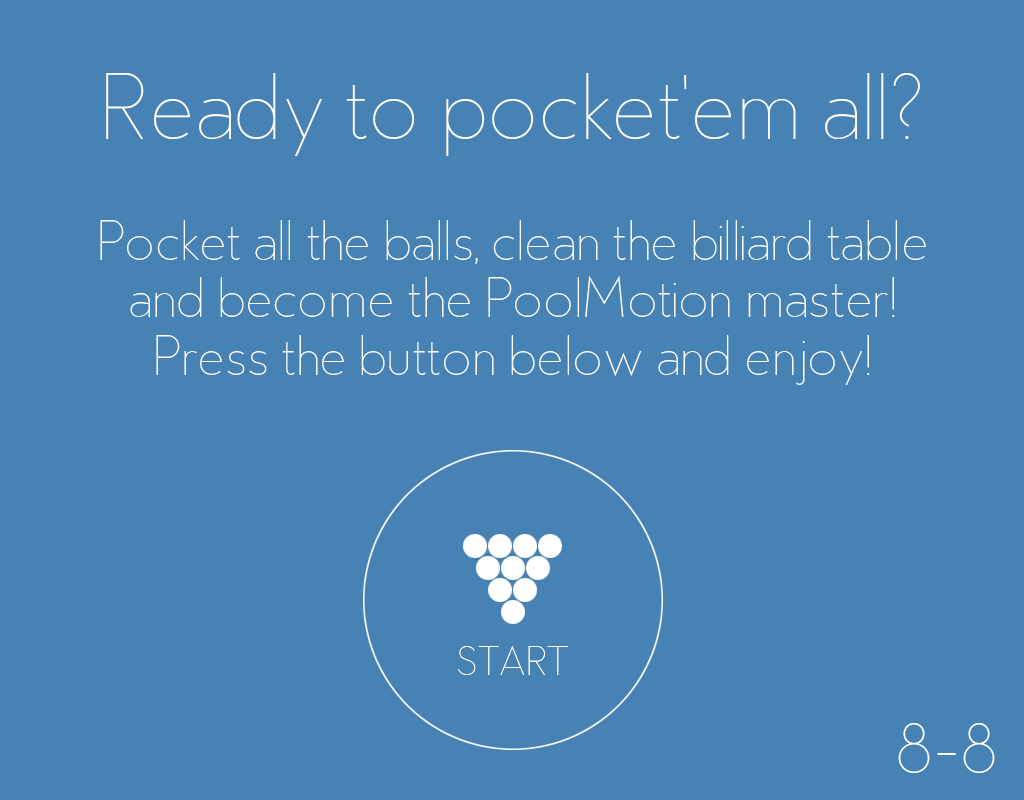 Ready to pocket'em all?
Pocket all the balls, clean the billiard table
and become the PoolMotion master!
Press the button below and enjoy!
START
8-8